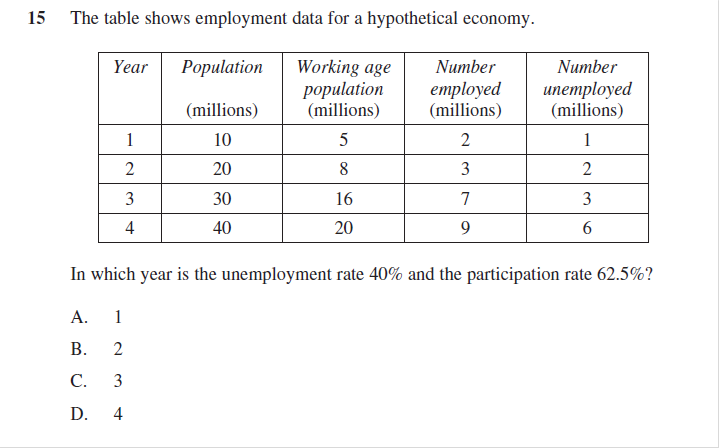 15 The table shows employment data for a hypothetical economy.
Year Population Working age population Number employed Number unemployed
(millions) (millions) (millions) (millions)
1 10 5 2 1
2 20 8 3 2
3 30 16 7 3
4 40 20 9 6
In which year is the unemployment rate 40% and the participation rate 62.5%?
A. 1
B. 2
C. 3
D. 4